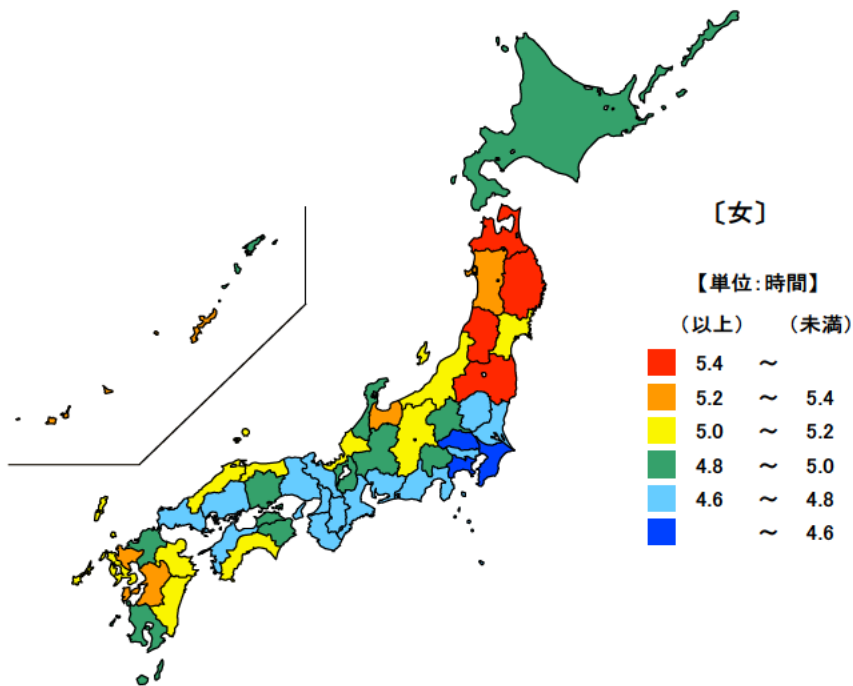 〔女〕
【単位:時間】
（以上） （未満）
5.4 ～
5.2 ～ 5.4
5.0 ～ 5.2
4.8 ～ 5.0
4.6 ～ 4.8
～ 4.6